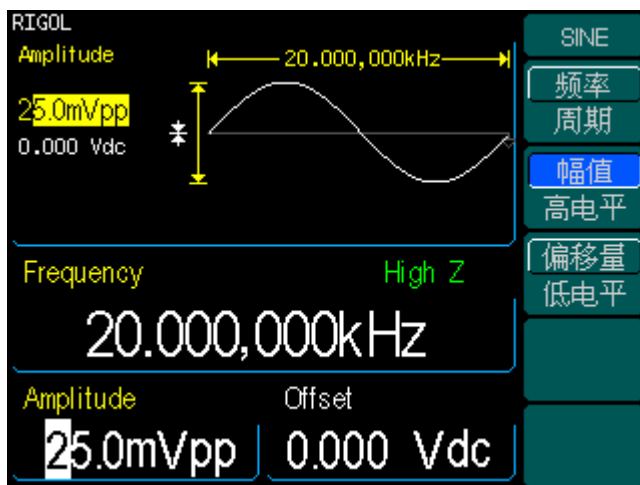 RIGOL
Amplitude
20.000,000kHz
25.0mVpp
0.000 Vdc
Frequency
High Z
20.000,000kHz
Amplitude
Offset
25.0mVpp
0.000 Vdc
SINE
频率
周期
幅值
高电平
偏移量
低电平